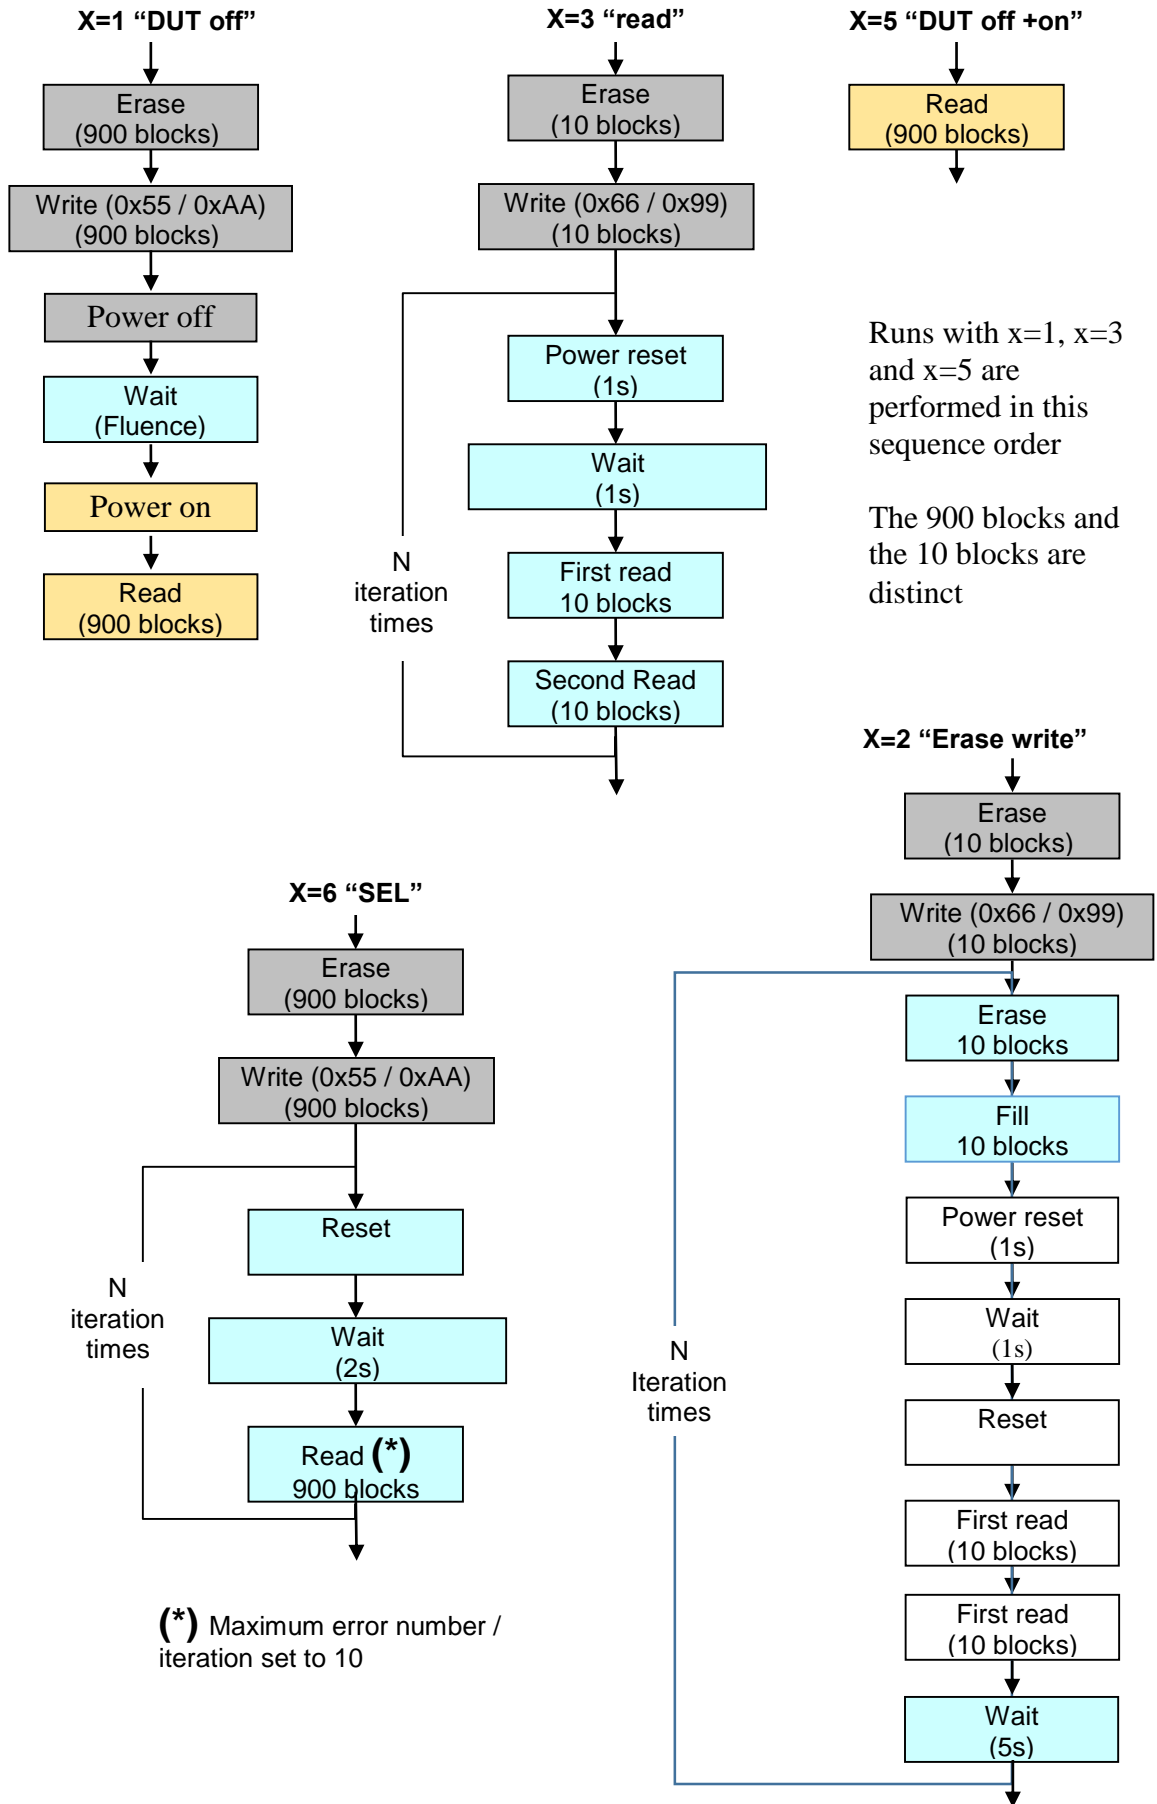 X=1 “DUT off”
Erase
(900 blocks)
Write (0x55 / 0xAA)
(900 blocks)
Power off
Wait
(Fluence)
Power on
Read
(900 blocks)
X=3 “read”
Erase
(10 blocks)
Write (0x66 / 0x99)
(10 blocks)
Power reset
(1s)
Wait
(1s)
First read
10 blocks
Second Read
(10 blocks)
N
iteration
times
X=5 “DUT off +on”
Read
(900 blocks)
Runs with x=1, x=3
and x=5 are
performed in this
sequence order
The 900 blocks and
the 10 blocks are
distinct
X=6 “SEL”
Erase
(900 blocks)
Write (0x55 / 0xAA)
(900 blocks)
Reset
Wait
(2s)
Read (*)
900 blocks
N
iteration
times
(*) Maximum error number /
iteration set to 10
X=2 “Erase write”
Erase
(10 blocks)
Write (0x66 / 0x99)
(10 blocks)
Erase
10 blocks
Fill
10 blocks
Power reset
(1s)
Wait
(1s)
Reset
First read
(10 blocks)
First read
(10 blocks)
Wait
(5s)
N
Iteration
times